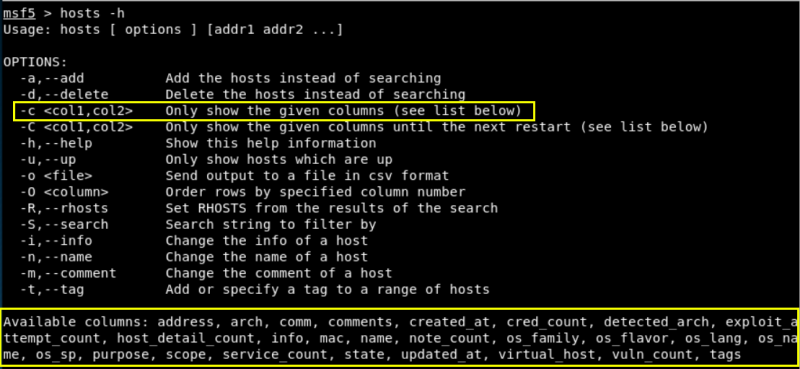 msf5 > hosts -h
Usage: hosts [ options ] [addr1 addr2 ...]
OPTIONS:
-a,--add Add the hosts instead of searching
-d,--delete Delete the hosts instead of searching
-c <col1,col2> Only show the given columns (see list below)
-C <col1,col2> Only show the given columns until the next restart (see list below)
-h,--help Show this help information
-u,--up Only show hosts which are up
-o <file> Send output to a file in csv format
-O <column> Order rows by specified column number
-R,--rhosts Set RHOSTS from the results of the search
-S,--search Search string to filter by
-i,--info Change the info of a host
-n,--name Change the name of a host
-m,--comment Change the comment of a host
-t,--tag Add or specify a tag to a range of hosts
Available columns: address, arch, comm, comments, created_at, cred_count, detected_arch, exploit_a
ttempt_count, host_detail_count, info, mac, name, note_count, os_family, os_flavor, os_lang, os_na
me, os_sp, purpose, scope, service_count, state, updated_at, virtual_host, vuln_count, tags